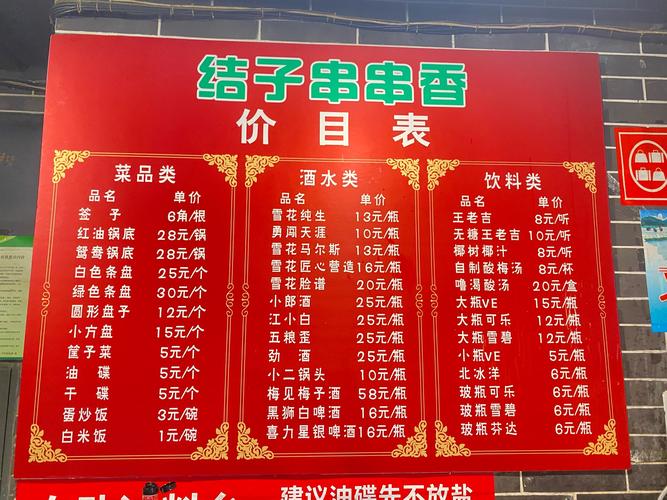 结子串串香
价目表
菜品类
品名 单价
签子 6角/根
红油锅底 28元/锅
鸳鸯锅底 28元/锅
白色条盘 25元/个
绿色条盘 30元/个
圆形盘子 12元/个
小方盘 15元/个
筐予菜 5元/个
油碟 5元/个
干碟 5元/个
蛋炒饭 3元/碗
白米饭 1元/碗
酒水类
品名 单价
雪花纯生 13元/瓶
勇闯天涯 10元/瓶
雪花马尔斯 13元/瓶
雪花匠心营造 16元/瓶
雪花脸谱 20元/瓶
小郎酒 25元/瓶
江小白 25元/瓶
五粮歪 25元/瓶
劲酒 25元/瓶
小二锅头 10元/瓶
梅见梅子酒 58元/瓶
黑狮白啤酒 16元/瓶
喜力星银啤酒 16元/瓶
饮料类
品名 单价
王老吉 8元/听
无糖王老吉 10元/听
椰树椰汁 8元/听
自制酸梅汤 8元/杯
噜渴酸汤 20元/盒
大瓶VE 15元/瓶
大瓶可乐 12元/瓶
大瓶雪碧 12元/瓶
小瓶VE 5元/瓶
北冰洋 6元/瓶
玻瓶可乐 6元/瓶
玻瓶雪碧 6元/瓶
玻瓶芬达 6元/瓶
建议油碟先不放盐